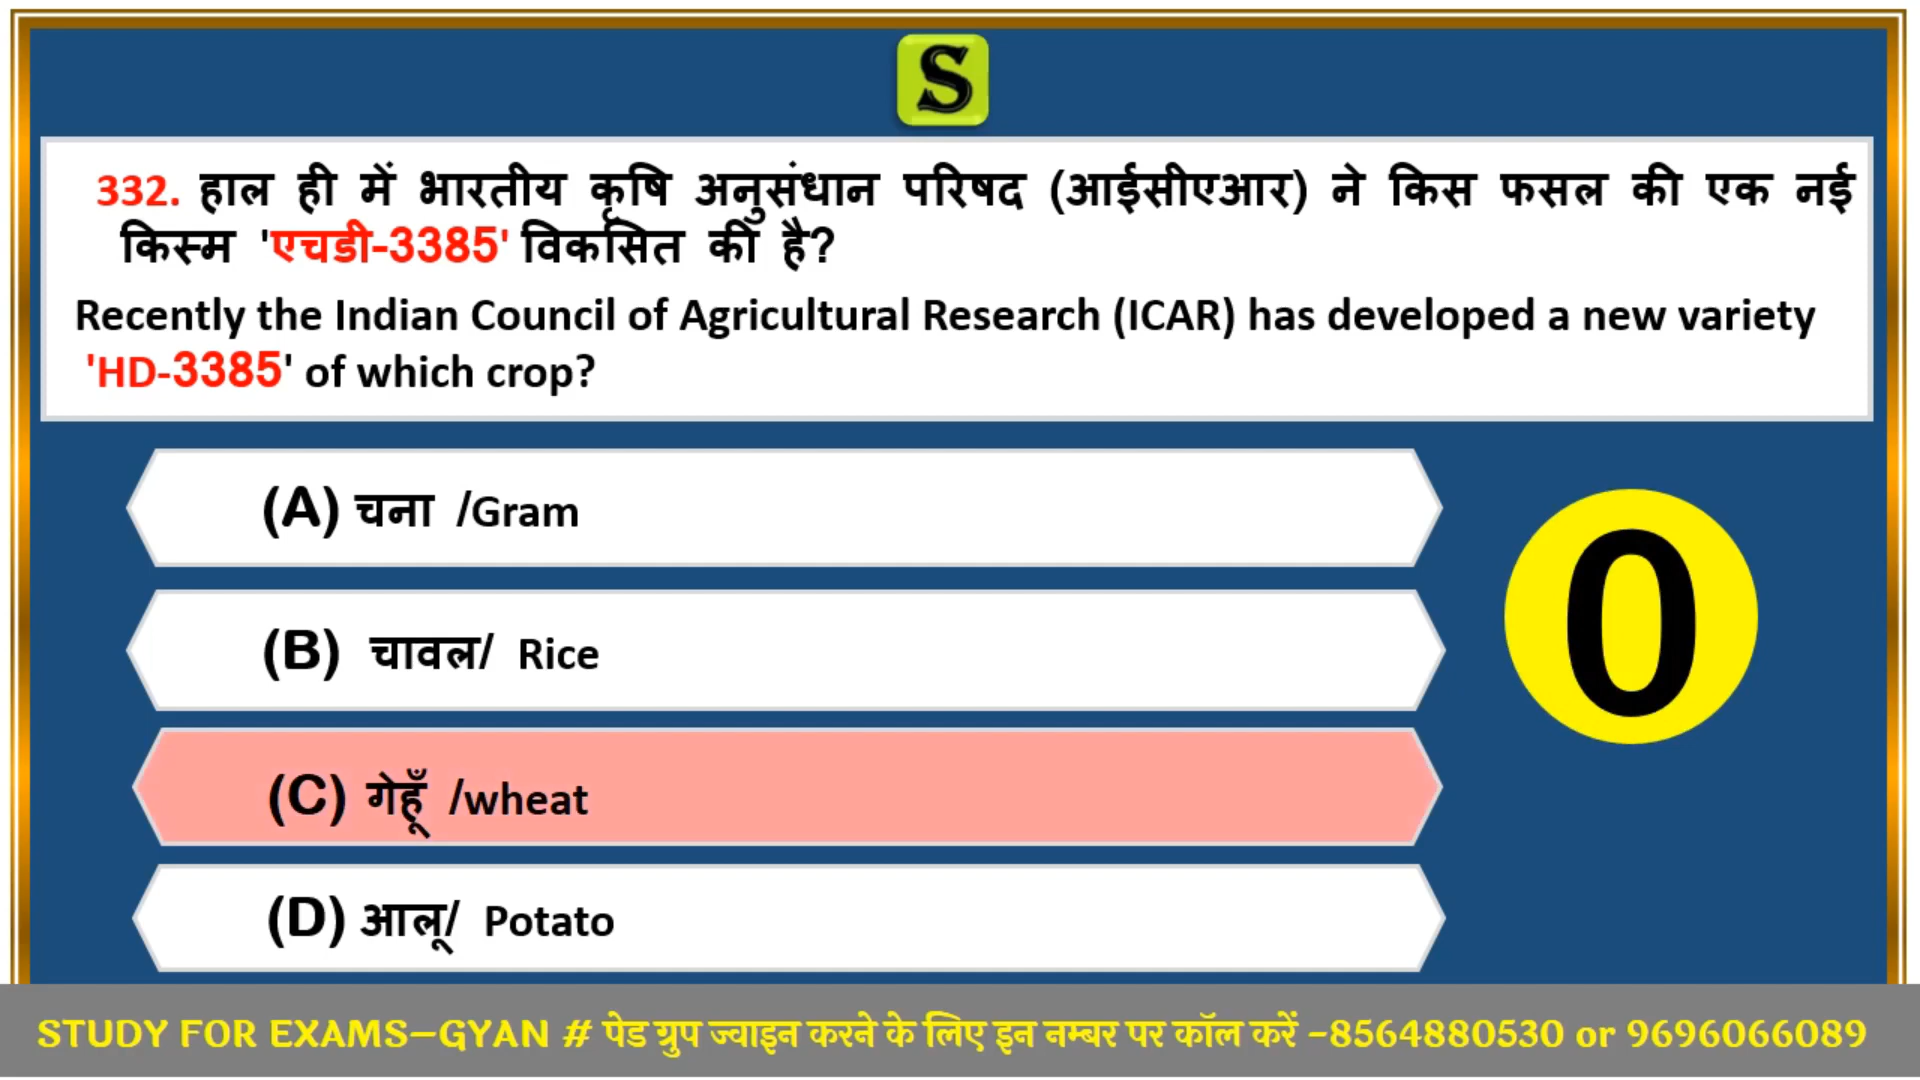 S
332. हाल ही में भारतीय कृषि अनुसंधान परिषद (आईसीएआर) ने किस फसल की एक नई
किस्म 'एचडी-3385' विकसित की है?
Recently the Indian Council of Agricultural Research (ICAR) has developed a new variety
'HD-3385' of which crop?
(A) चना /Gram
(B) चावल/ Rice
(C) गेहूँ /wheat
(D) आलू/ Potato
0
STUDY FOR EXAMS–GYAN # पेड ग्रुप ज्वाइन करने के लिए इन नम्बर पर कॉल करें -8564880530 or 9696066089